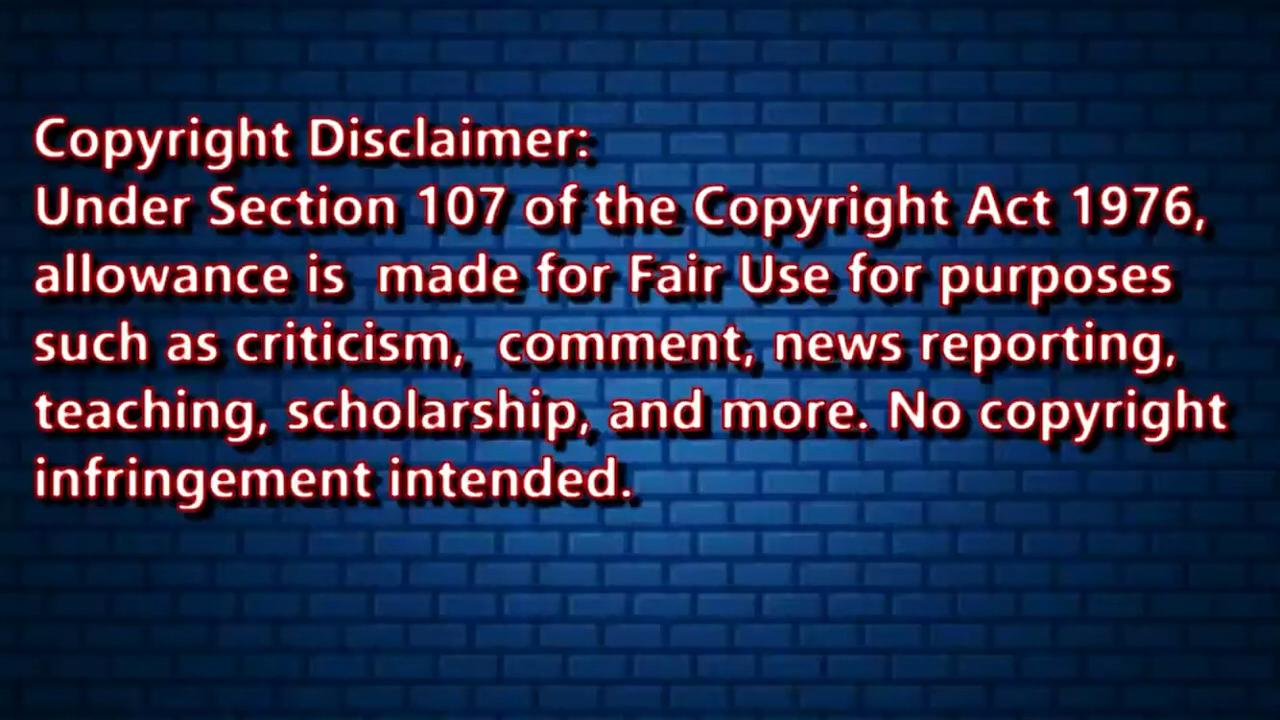 Copyright Disclaimer:
Under Section 107 of the Copyright Act 1976,
allowance is  made for Fair Use for purposes
such as criticism,  comment, news reporting,
teaching, scholarship, and more. No copyright
infringement intended.